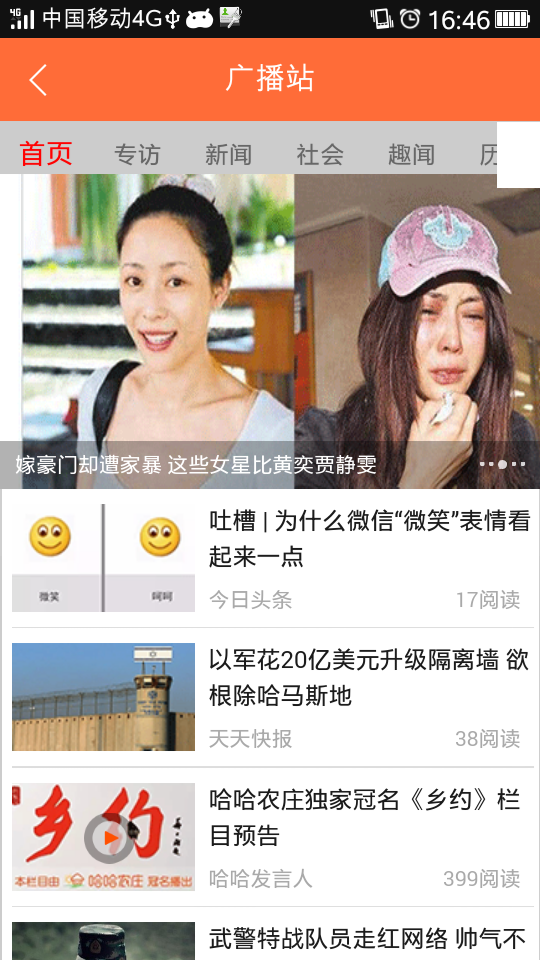 4G 中国移动4G 16:46
广播站
首页 专访 新闻 社会 趣闻 历
嫁豪门却遭家暴 这些女星比黄奕贾静雯
微笑 呵呵
吐槽 | 为什么微信“微笑”表情看
起来一点
今日头条 17阅读
以军花20亿美元升级隔离墙 欲
根除哈马斯地
天天快报 38阅读
乡约
本栏目由 哈哈农庄 冠名播出
哈哈农庄独家冠名《乡约》栏
目预告
哈哈发言人 399阅读
武警特战队员走红网络 帅气不